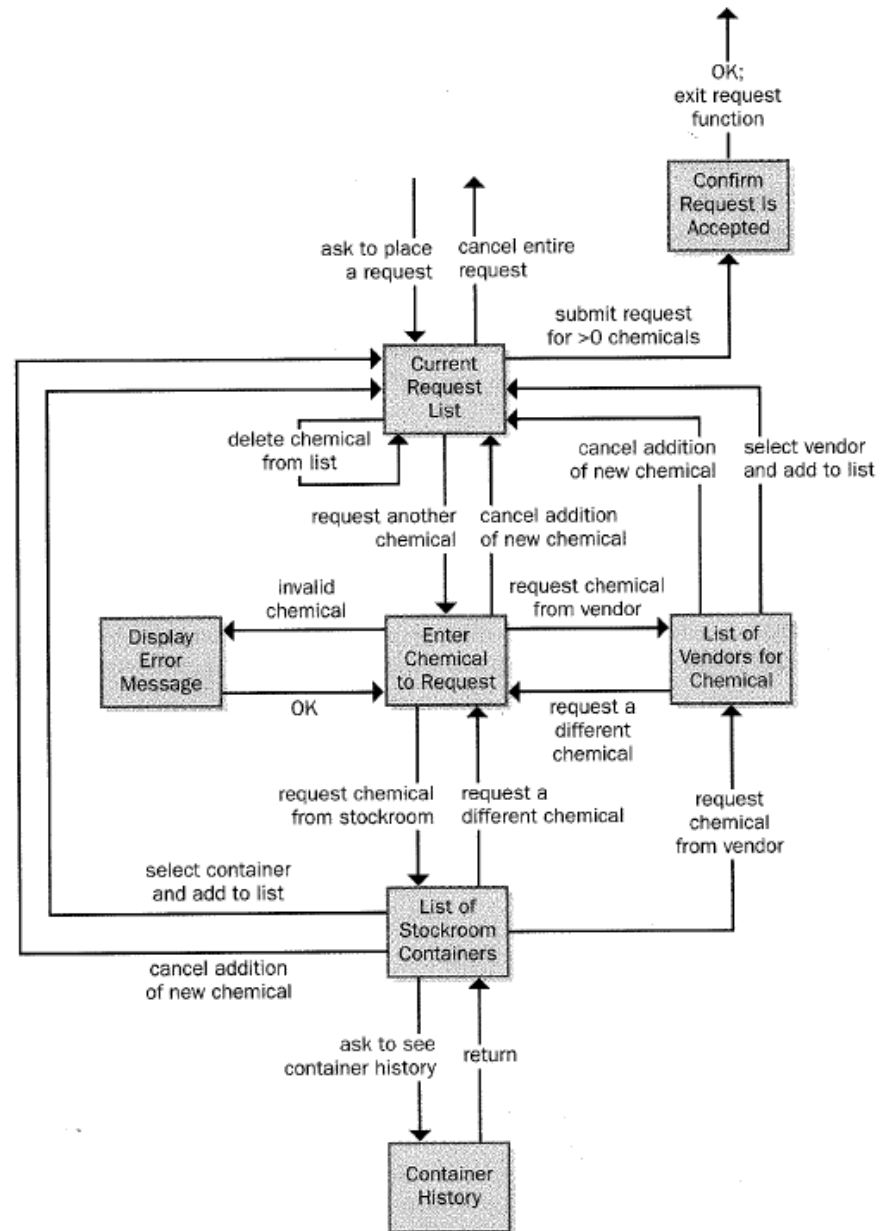 OK;
exit request
function
Confirm
Request Is
Accepted
ask to place
a request
cancel entire
request
submit request
for >0 chemicals
Current
Request
List
delete chemical
from list
cancel addition
of new chemical
select vendor
and add to list
request another
chemical
cancel addition
of new chemical
invalid
chemical
request chemical
from vendor
Display
Error
Message
Enter
Chemical
to Request
List of
Vendors for
Chemical
OK
request a
different
chemical
request chemical
from stockroom
request a
different chemical
request
chemical
from vendor
select container
and add to list
List of
Stockroom
Containers
cancel addition
of new chemical
ask to see
container history
return
Container
History